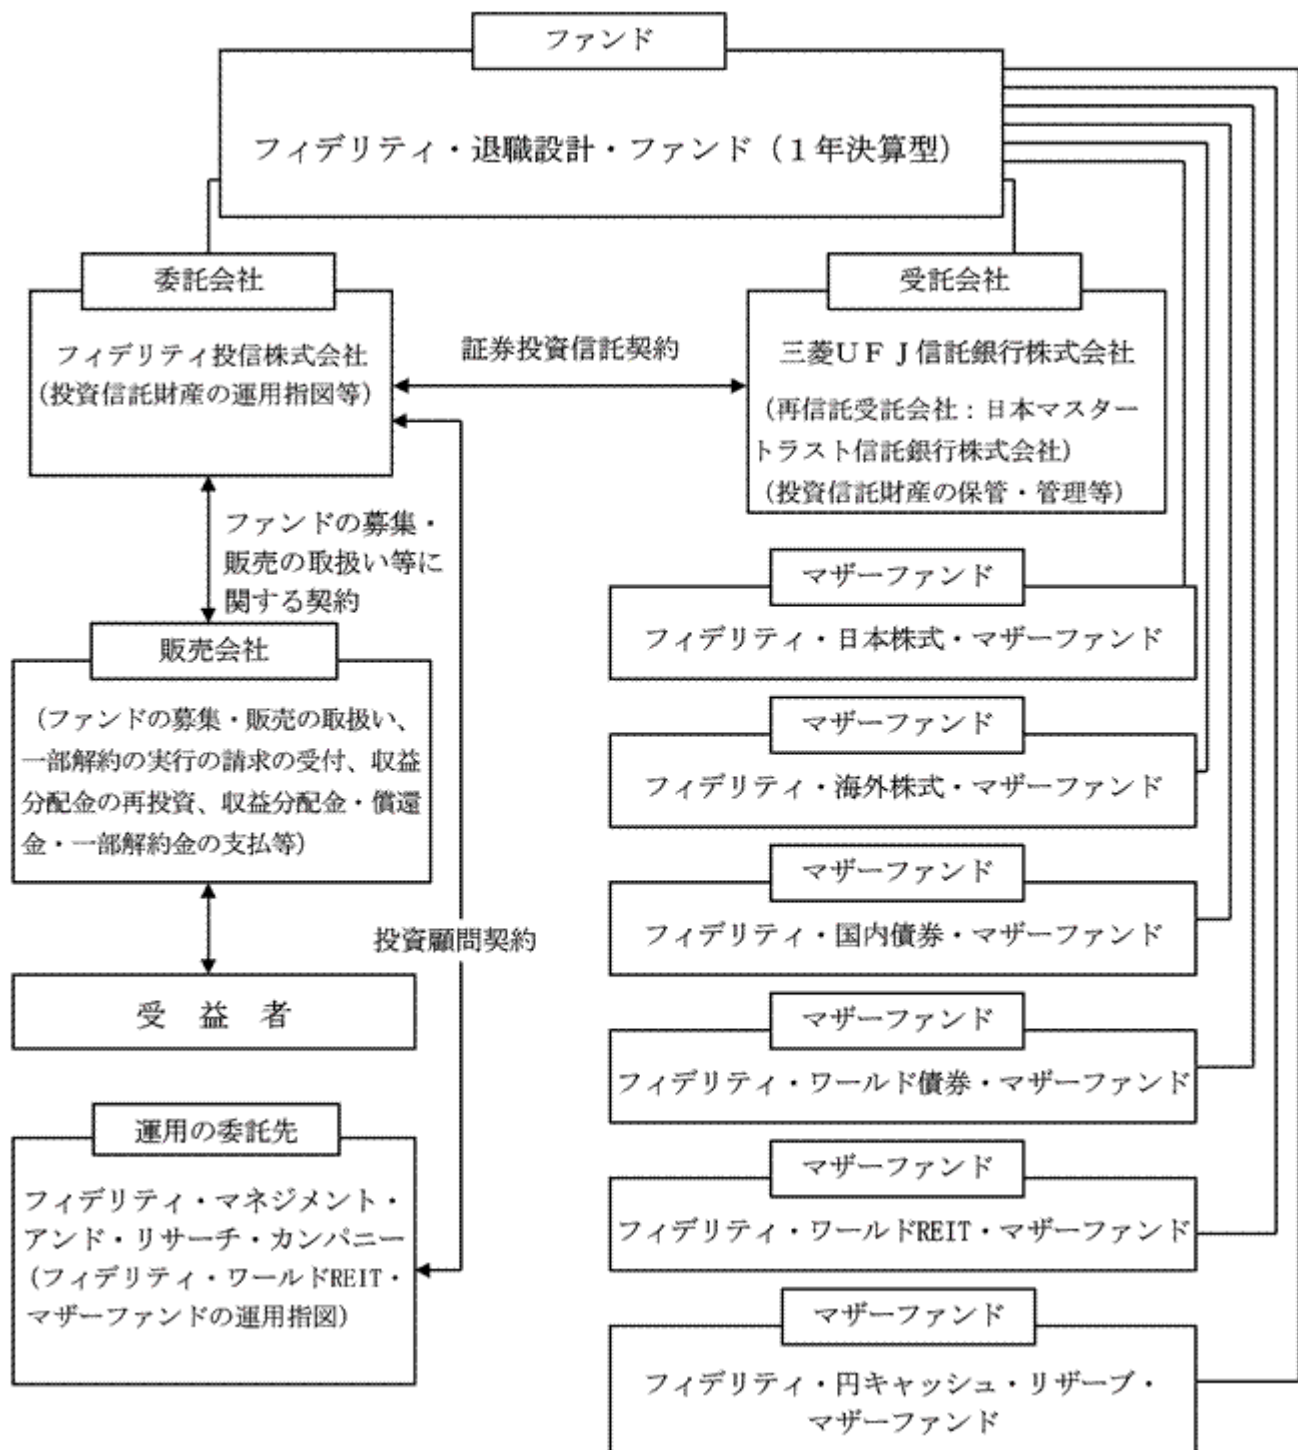 ファンド
フィデリティ・退職設計・ファンド（１年決算型）
委託会社
フィデリティ投信株式会社
（投資信託財産の運用指図等）
証券投資信託契約
受託会社
三菱ＵＦＪ信託銀行株式会社
（再信託受託会社：日本マスター
トラスト信託銀行株式会社）
（投資信託財産の保管・管理等）
ファンドの募集・
販売の取扱い等に
関する契約
販売会社
（ファンドの募集・販売の取扱い、
一部解約の実行の請求の受付、収益
分配金の再投資、収益分配金・償還
金・一部解約金の支払等）
投資顧問契約
受　益　者
運用の委託先
フィデリティ・マネジメント・
アンド・リサーチ・カンパニー
（フィデリティ・ワールドREIT・
マザーファンドの運用指図）
マザーファンド
フィデリティ・日本株式・マザーファンド
マザーファンド
フィデリティ・海外株式・マザーファンド
マザーファンド
フィデリティ・国内債券・マザーファンド
マザーファンド
フィデリティ・ワールド債券・マザーファンド
マザーファンド
フィデリティ・ワールドREIT・マザーファンド
マザーファンド
フィデリティ・円キャッシュ・リザーブ・
マザーファンド